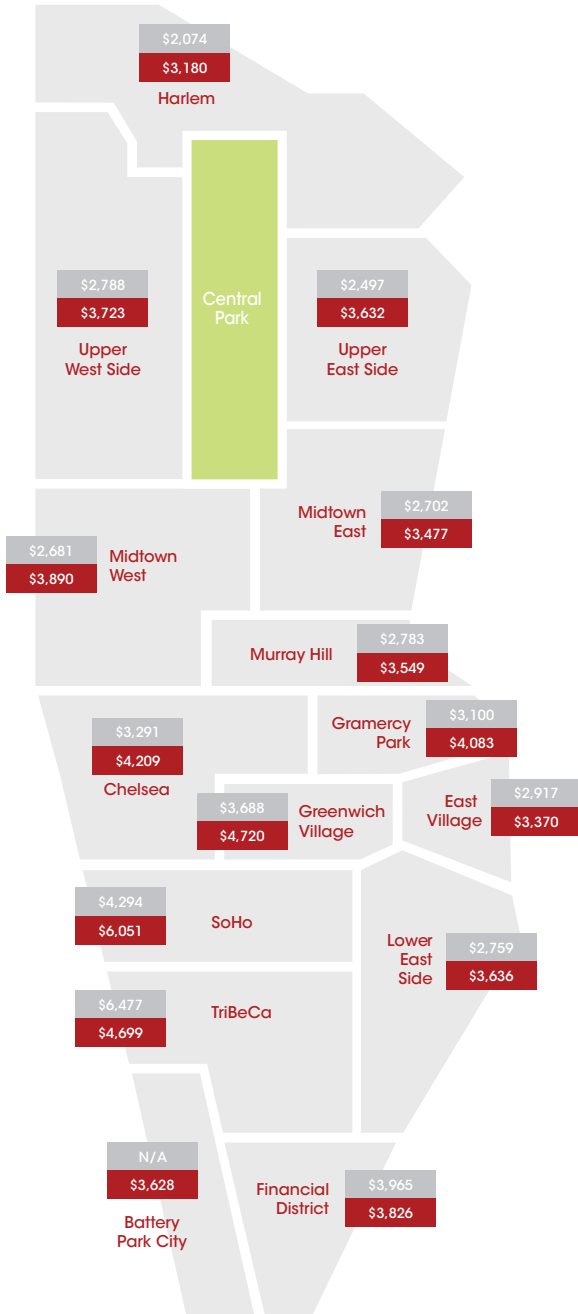 $2,074
$3,180
Harlem
$2,788
$3,723
Upper
West Side
Central
Park
$2,497
$3,632
Upper
East Side
Midtown
East
$2,702
$3,477
$2,681
$3,890
Midtown
West
Murray Hill
$2,783
$3,549
$3,291
$4,209
Chelsea
Gramercy
Park
$3,100
$4,083
$3,688
$4,720
Greenwich
Village
East
Village
$2,917
$3,370
$4,294
$6,051
SoHo
Lower
East
Side
$2,759
$3,636
$6,477
$4,699
TriBeCa
N/A
$3,628
Battery
Park City
Financial
District
$3,965
$3,826